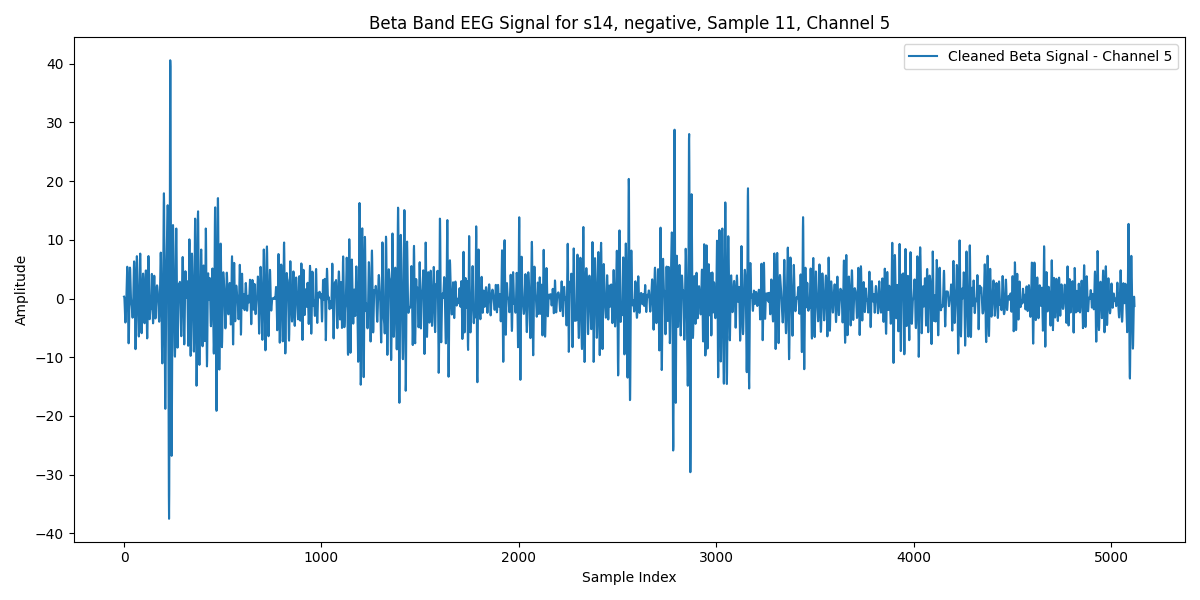 Beta Band EEG Signal for s14, negative, Sample 11, Channel 5
Cleaned Beta Signal - Channel 5
Amplitude
40
30
20
10
0
−10
−20
−30
−40
0 1000 2000 3000 4000 5000
Sample Index